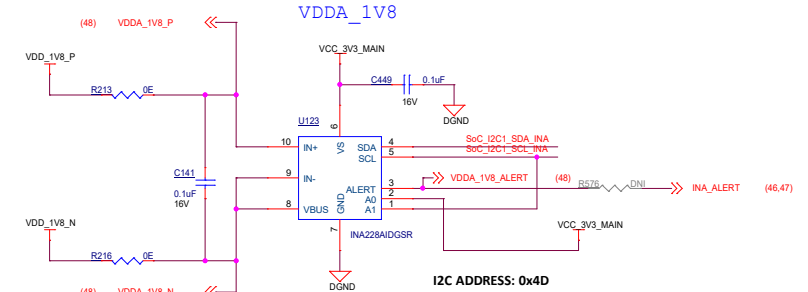 VDDA_1V8
(48) VDDA_1V8_P
VCC_3V3_MAIN
VDD_1V8_P
C449 0.1uF
R213 0E
16V
U123
DGND
6
SoC_I2C1_SDA_INA
10 IN+ VS SDA 4
SCL 5
SoC_I2C1_SCL_INA
C141
9 IN-
VDDA_1V8_ALERT (48) R576 DNI INA_ALERT (46,47)
0.1uF
ALERT 3
16V
A0 2
8 VBUS GND A1 1
VDD_1V8_N
VCC_3V3_MAIN
7 INA228AIDGSR
R216 0E
I2C ADDRESS: 0x4D
DGND
(48) VDDA_1V8_N